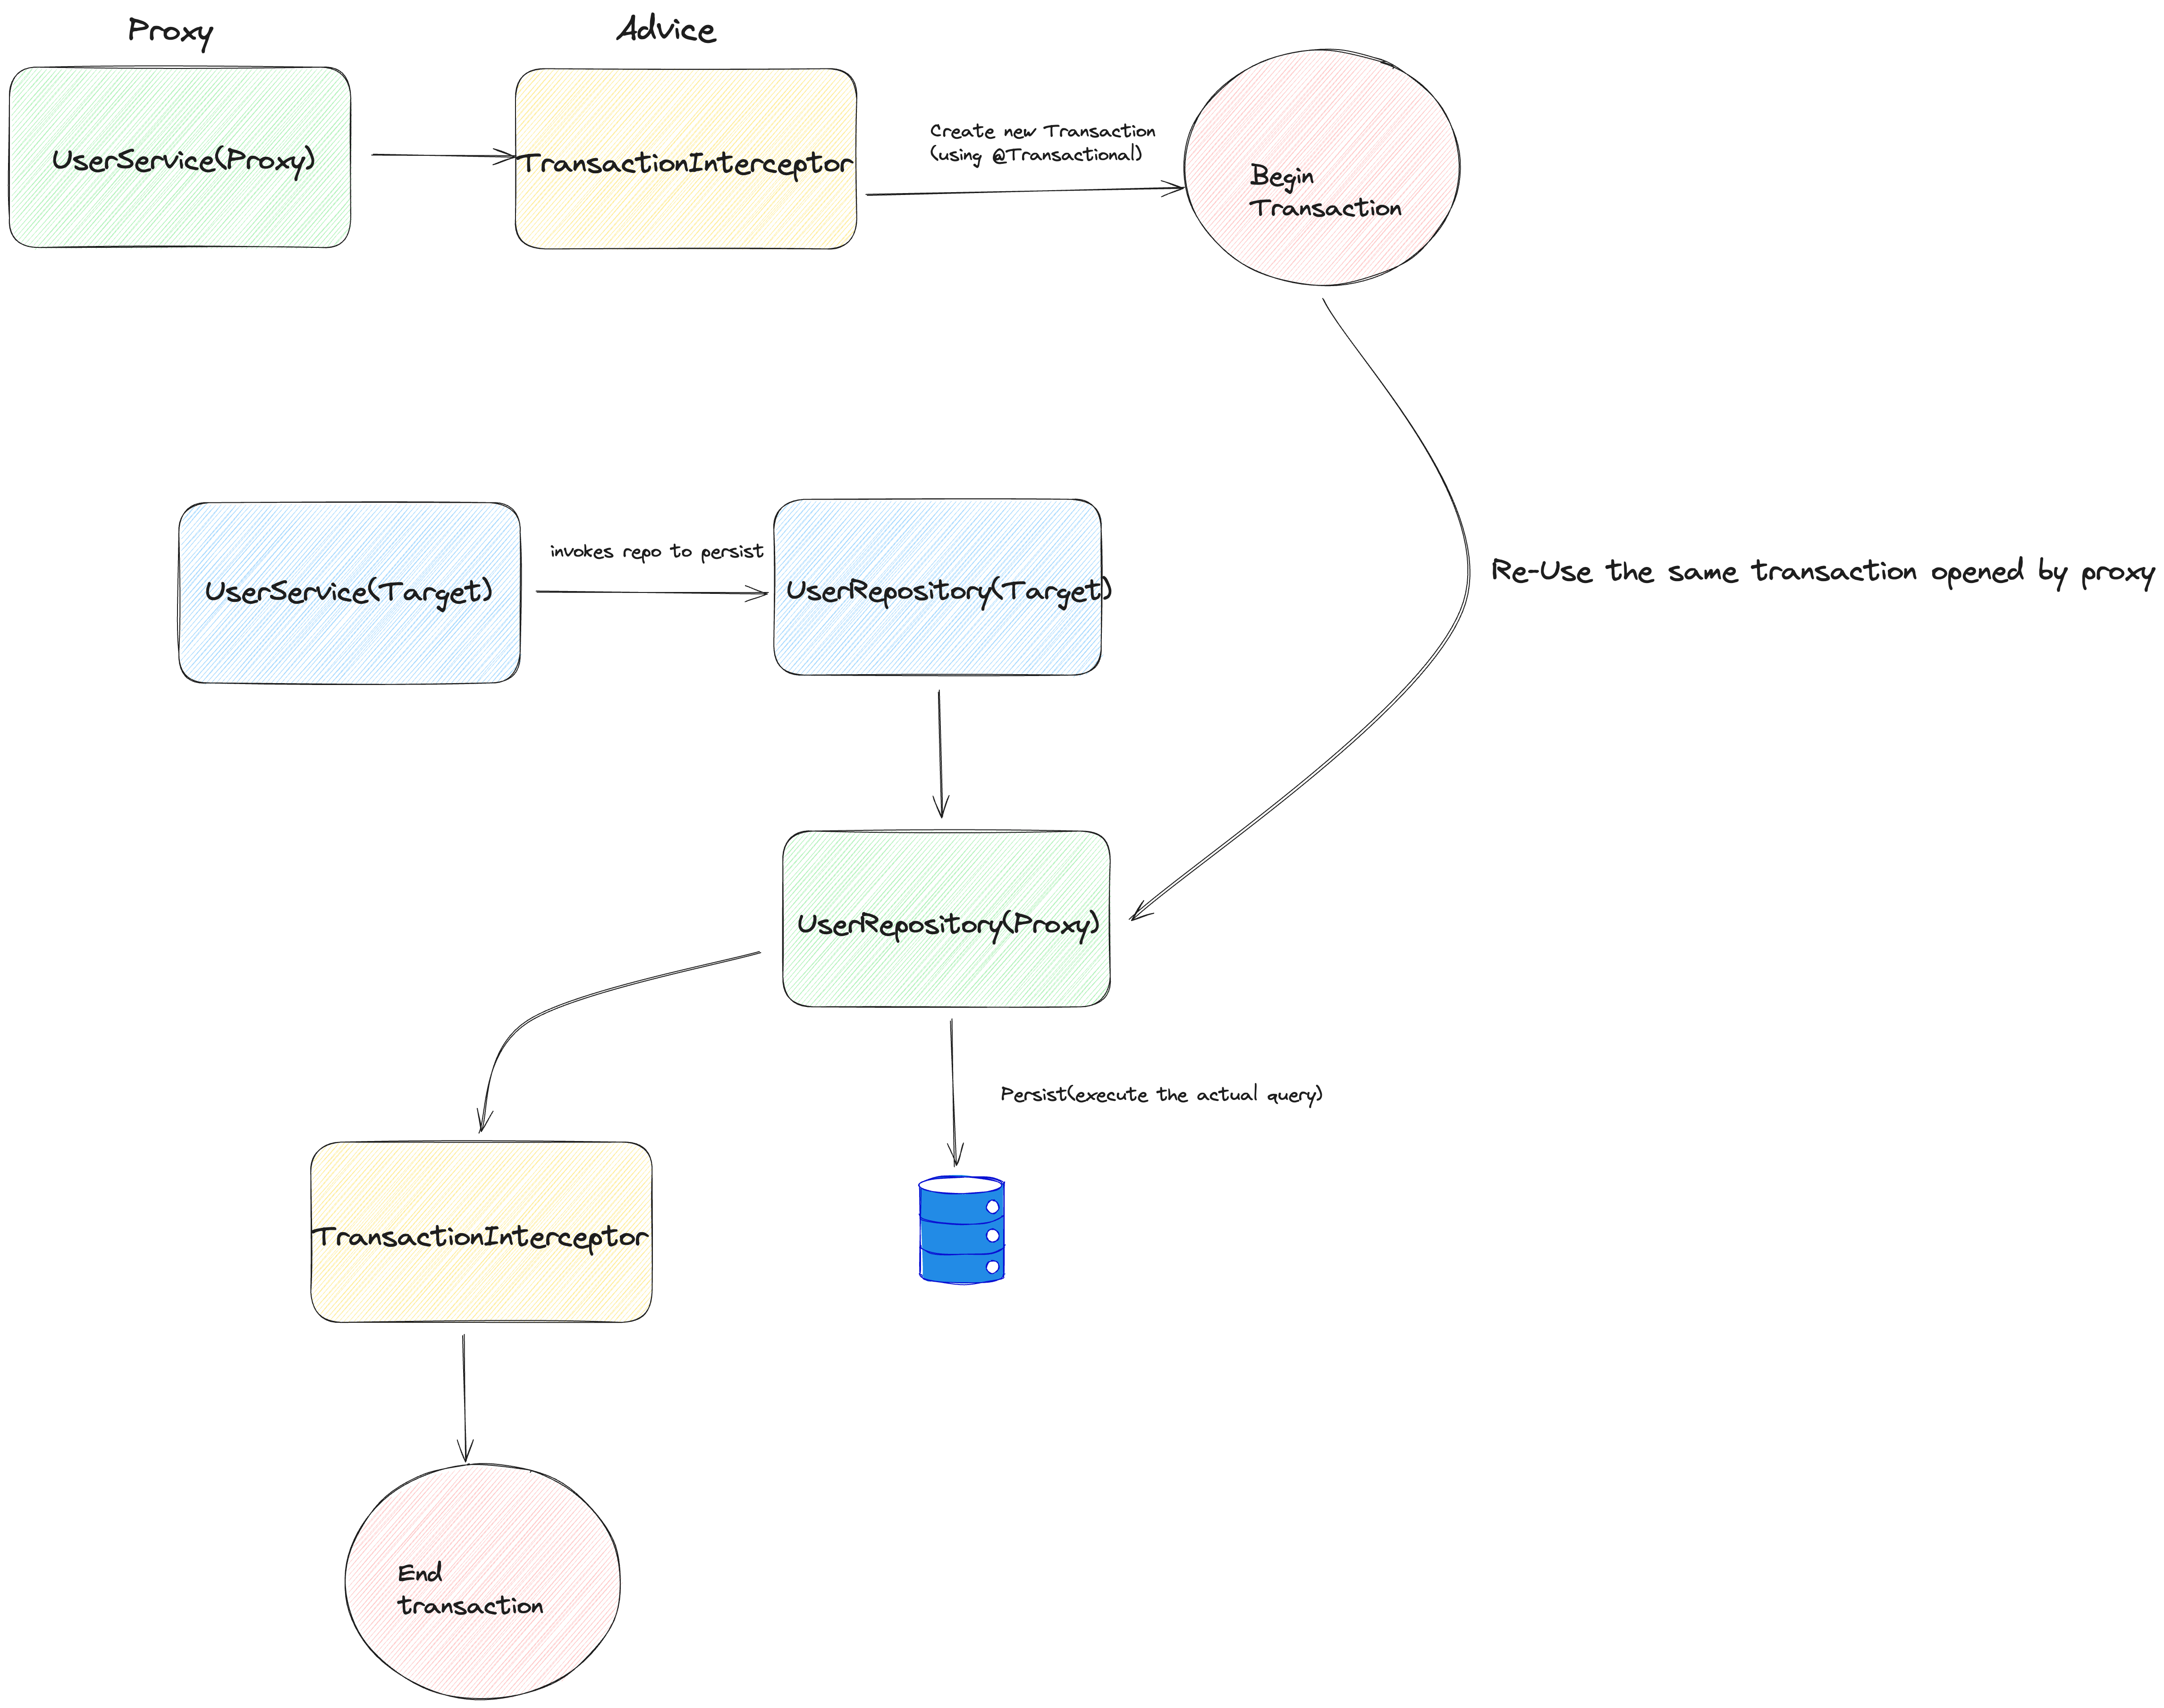 Proxy
Advice
UserService(Proxy)
TransactionInterceptor
Create new Transaction
(using @Transactional)
Begin
Transaction
UserService(Target)
invokes repo to persist
UserRepository(Target)
Re-Use the same transaction opened by proxy
UserRepository(Proxy)
Persist(execute the actual query)
TransactionInterceptor
End
transaction